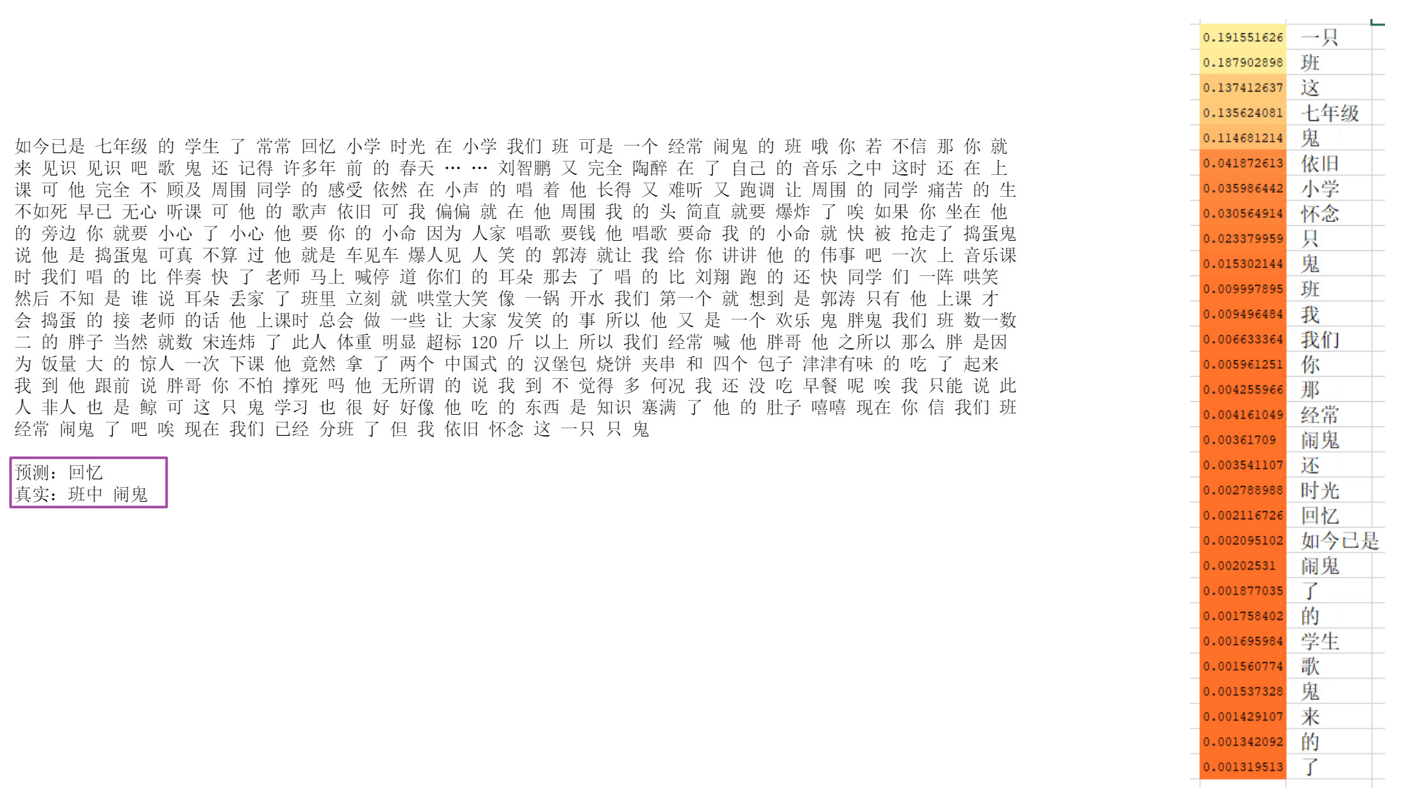 如今已是 七年级 的 学生 了 常常 回忆 小学 时光 在 小学 我们 班 可是 一个 经常 闹鬼 的 班 哦 你 若 不信 那 你 就
来 见识 见识 吧 歌 鬼 还 记得 许多年 前 的 春天 … … 刘智鹏 又 完全 陶醉 在 了 自己 的 音乐 之中 这时 还 在 上
课 可 他 完全 不 顾及 周围 同学 的 感受 依然 在 小声 的 唱 着 他 长得 又 难听 又 跑调 让 周围 的 同学 痛苦 的 生
不如死 早已 无心 听课 可 他 的 歌声 依旧 可 我 偏偏 就 在 他 周围 我 的 头 简直 就要 爆炸 了 唉 如果 你 坐在 他
的 旁边 你 就要 小心 了 小心 他 要 你 的 小命 因为 人家 唱歌 要钱 他 唱歌 要命 我 的 小命 就 快 被 抢走了 捣蛋鬼
说 他 是 捣蛋鬼 可真 不算 过 他 就是 车见车 爆人见 人 笑 的 郭涛 就让 我 给 你 讲讲 他 的 伟事 吧 一次 上 音乐课
时 我们 唱 的 比 伴奏 快 了 老师 马上 喊停 道 你们 的 耳朵 那去 了 唱 的 比 刘翔 跑 的 还 快 同学 们 一阵 哄笑
然后 不知 是 谁 说 耳朵 丢家 了 班里 立刻 就 哄堂大笑 像 一锅 开水 我们 第一个 就 想到 是 郭涛 只有 他 上课 才
会 捣蛋 的 接 老师 的话 他 上课时 总会 做 一些 让 大家 发笑 的 事 所以 他 又 是 一个 欢乐 鬼 胖鬼 我们 班 数一数
二 的 胖子 当然 就数 宋连炜 了 此人 体重 明显 超标 120 斤 以上 所以 我们 经常 喊 他 胖哥 他 之所以 那么 胖 是因
为 饭量 大 的 惊人 一次 下课 他 竟然 拿 了 两个 中国式 的 汉堡包 烧饼 夹串 和 四个 包子 津津有味 的 吃 了 起来
我 到 他 跟前 说 胖哥 你 不怕 撑死 吗 他 无所谓 的 说 我 到 不 觉得 多 何况 我 还 没 吃 早餐 呢 唉 我 只能 说 此
人 非人 也 是 鲸 可 这 只 鬼 学习 也 很 好 好像 他 吃 的 东西 是 知识 塞满 了 他 的 肚子 嘻嘻 现在 你 信 我们 班
经常 闹鬼 了 吧 唉 现在 我们 已经 分班 了 但 我 依旧 怀念 这 一只 只 鬼
预测：回忆
真实：班中 闹鬼
0.191551626 一只
0.187902898 班
0.137412637 这
0.135624081 七年级
0.114681214 鬼
0.041872613 依旧
0.035986442 小学
0.030564914 怀念
0.023379959 只
0.015302144 鬼
0.009997895 班
0.009496484 我
0.006633364 我们
0.005961251 你
0.004255966 那
0.004161049 经常
0.00361709 闹鬼
0.003541107 还
0.002788988 时光
0.002116726 回忆
0.002095102 如今已是
0.00202531 闹鬼
0.001877035 了
0.001758402 的
0.001695984 学生
0.001560774 歌
0.001537328 鬼
0.001429107 来
0.001342092 的
0.001319513 了